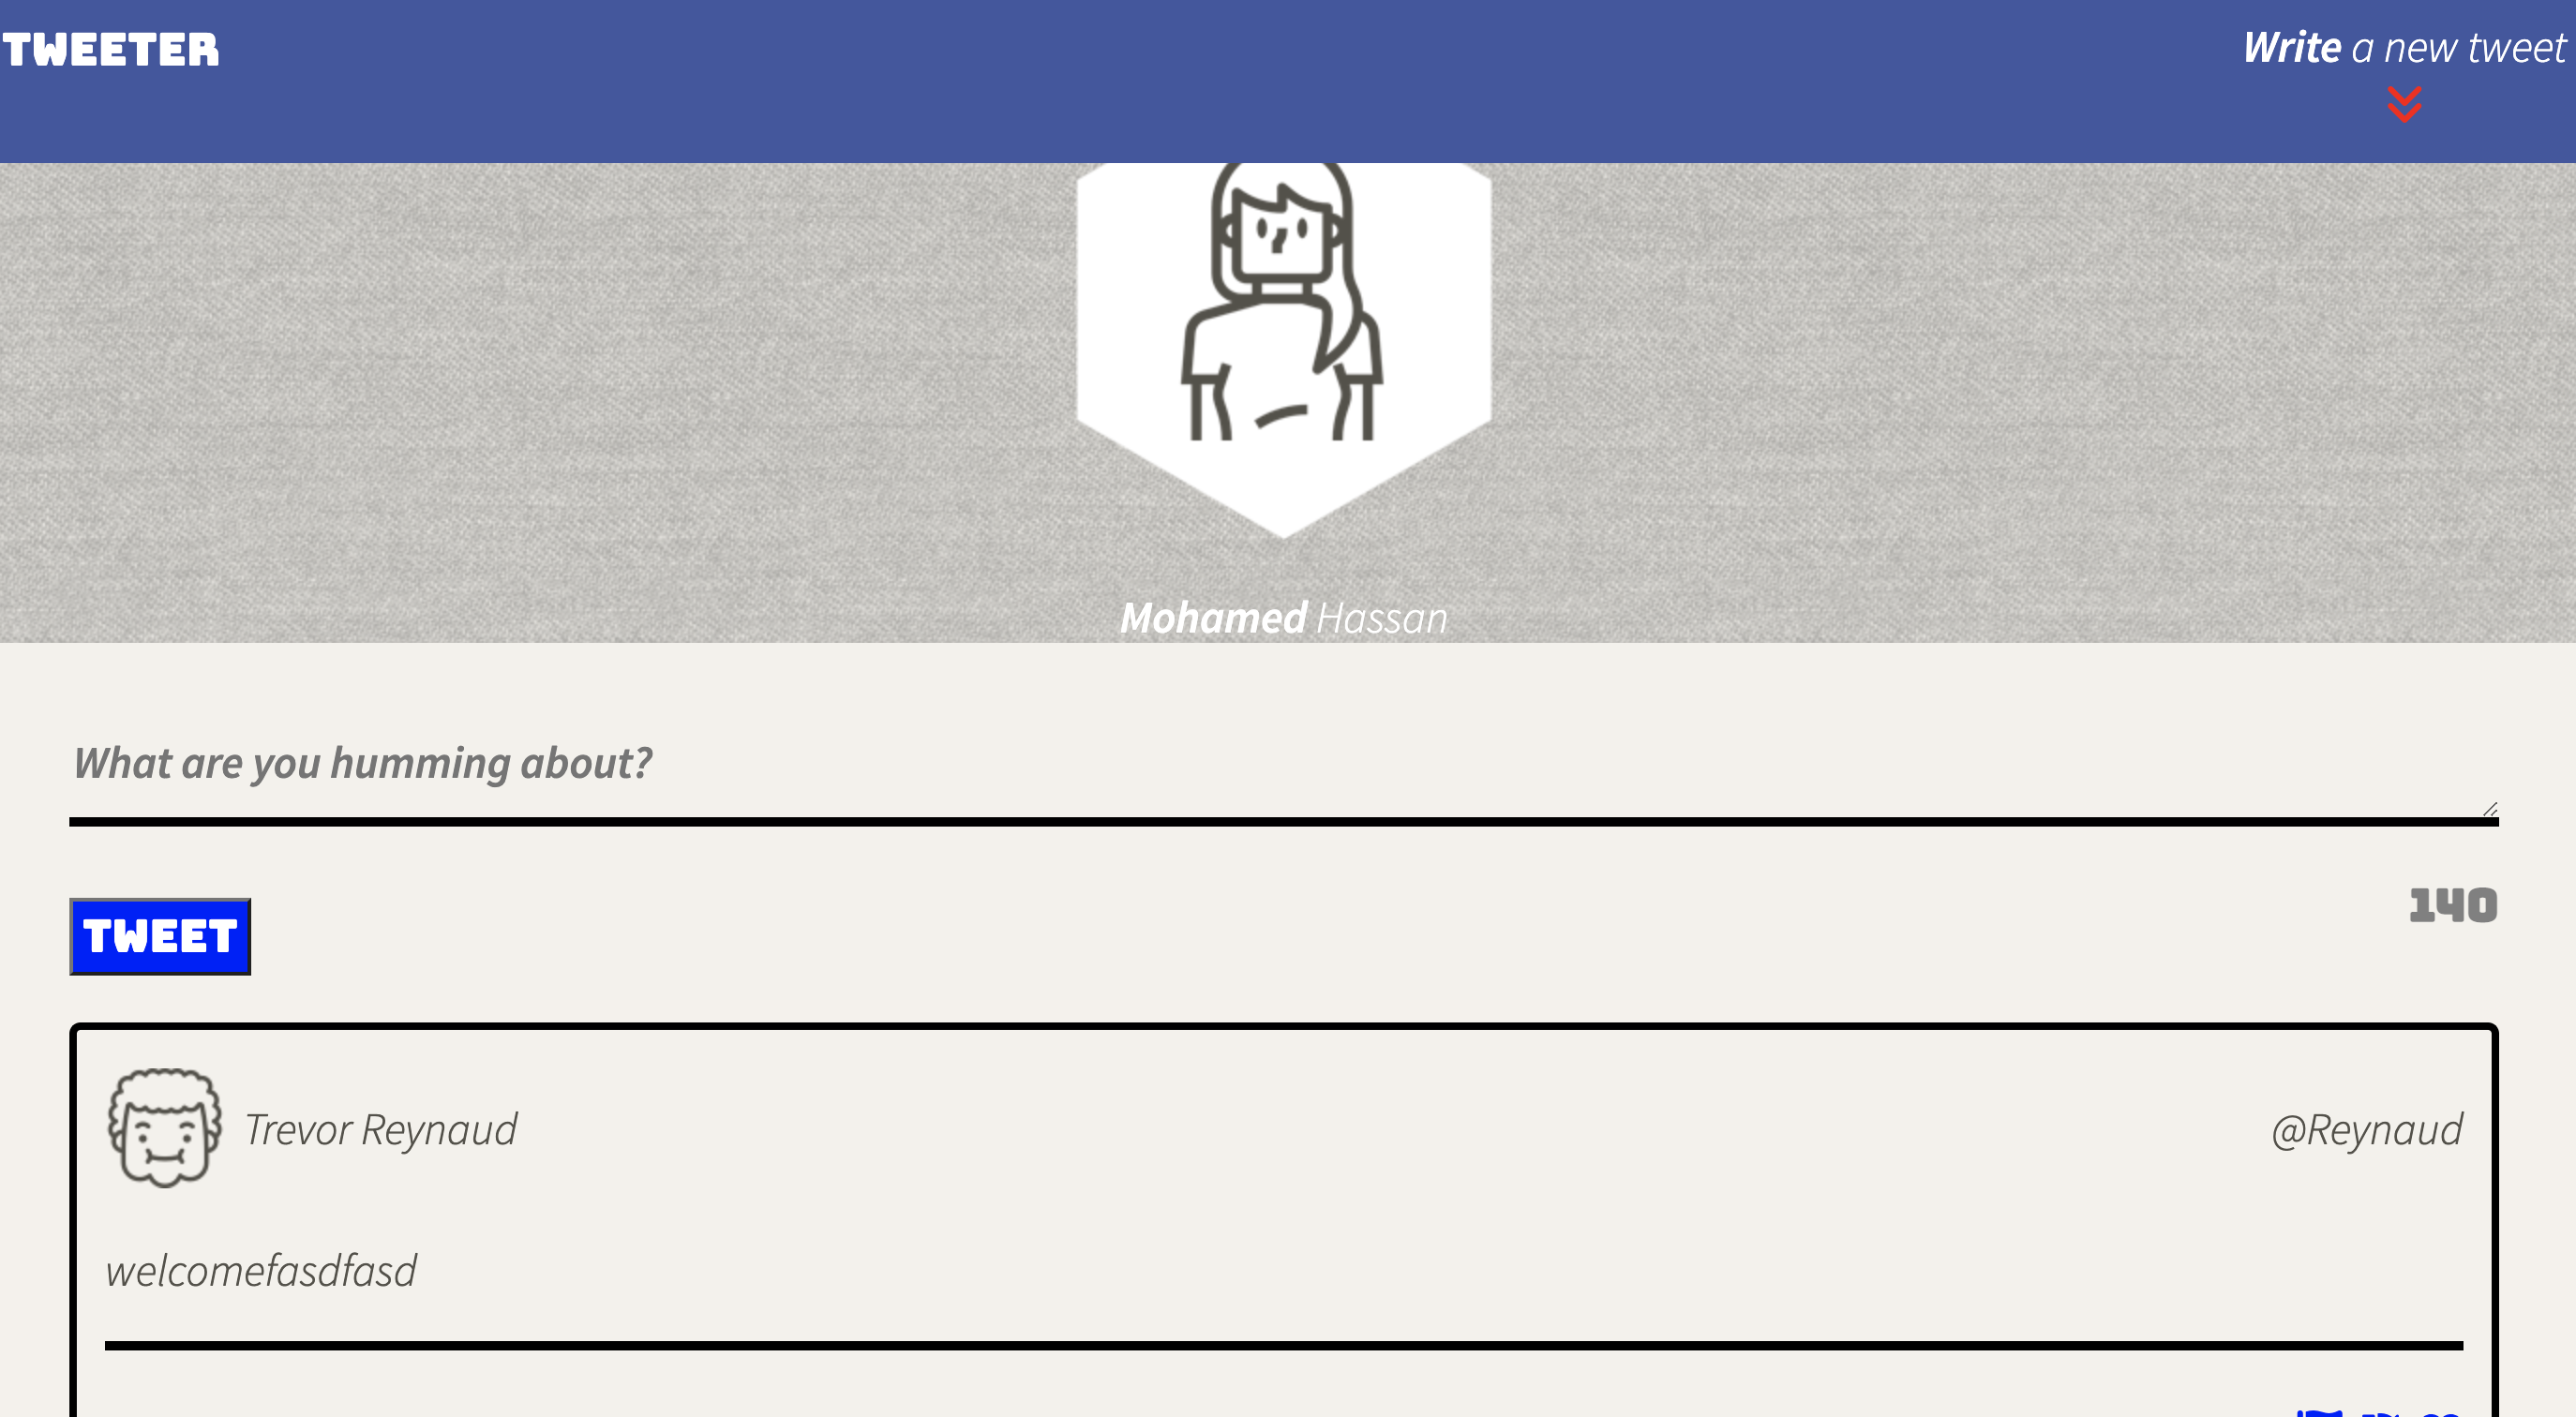 TWEETER
Write a new tweet
Mohamed Hassan
What are you humming about?
TWEET
140
Trevor Reynaud
@Reynaud
welcomefasdfasd